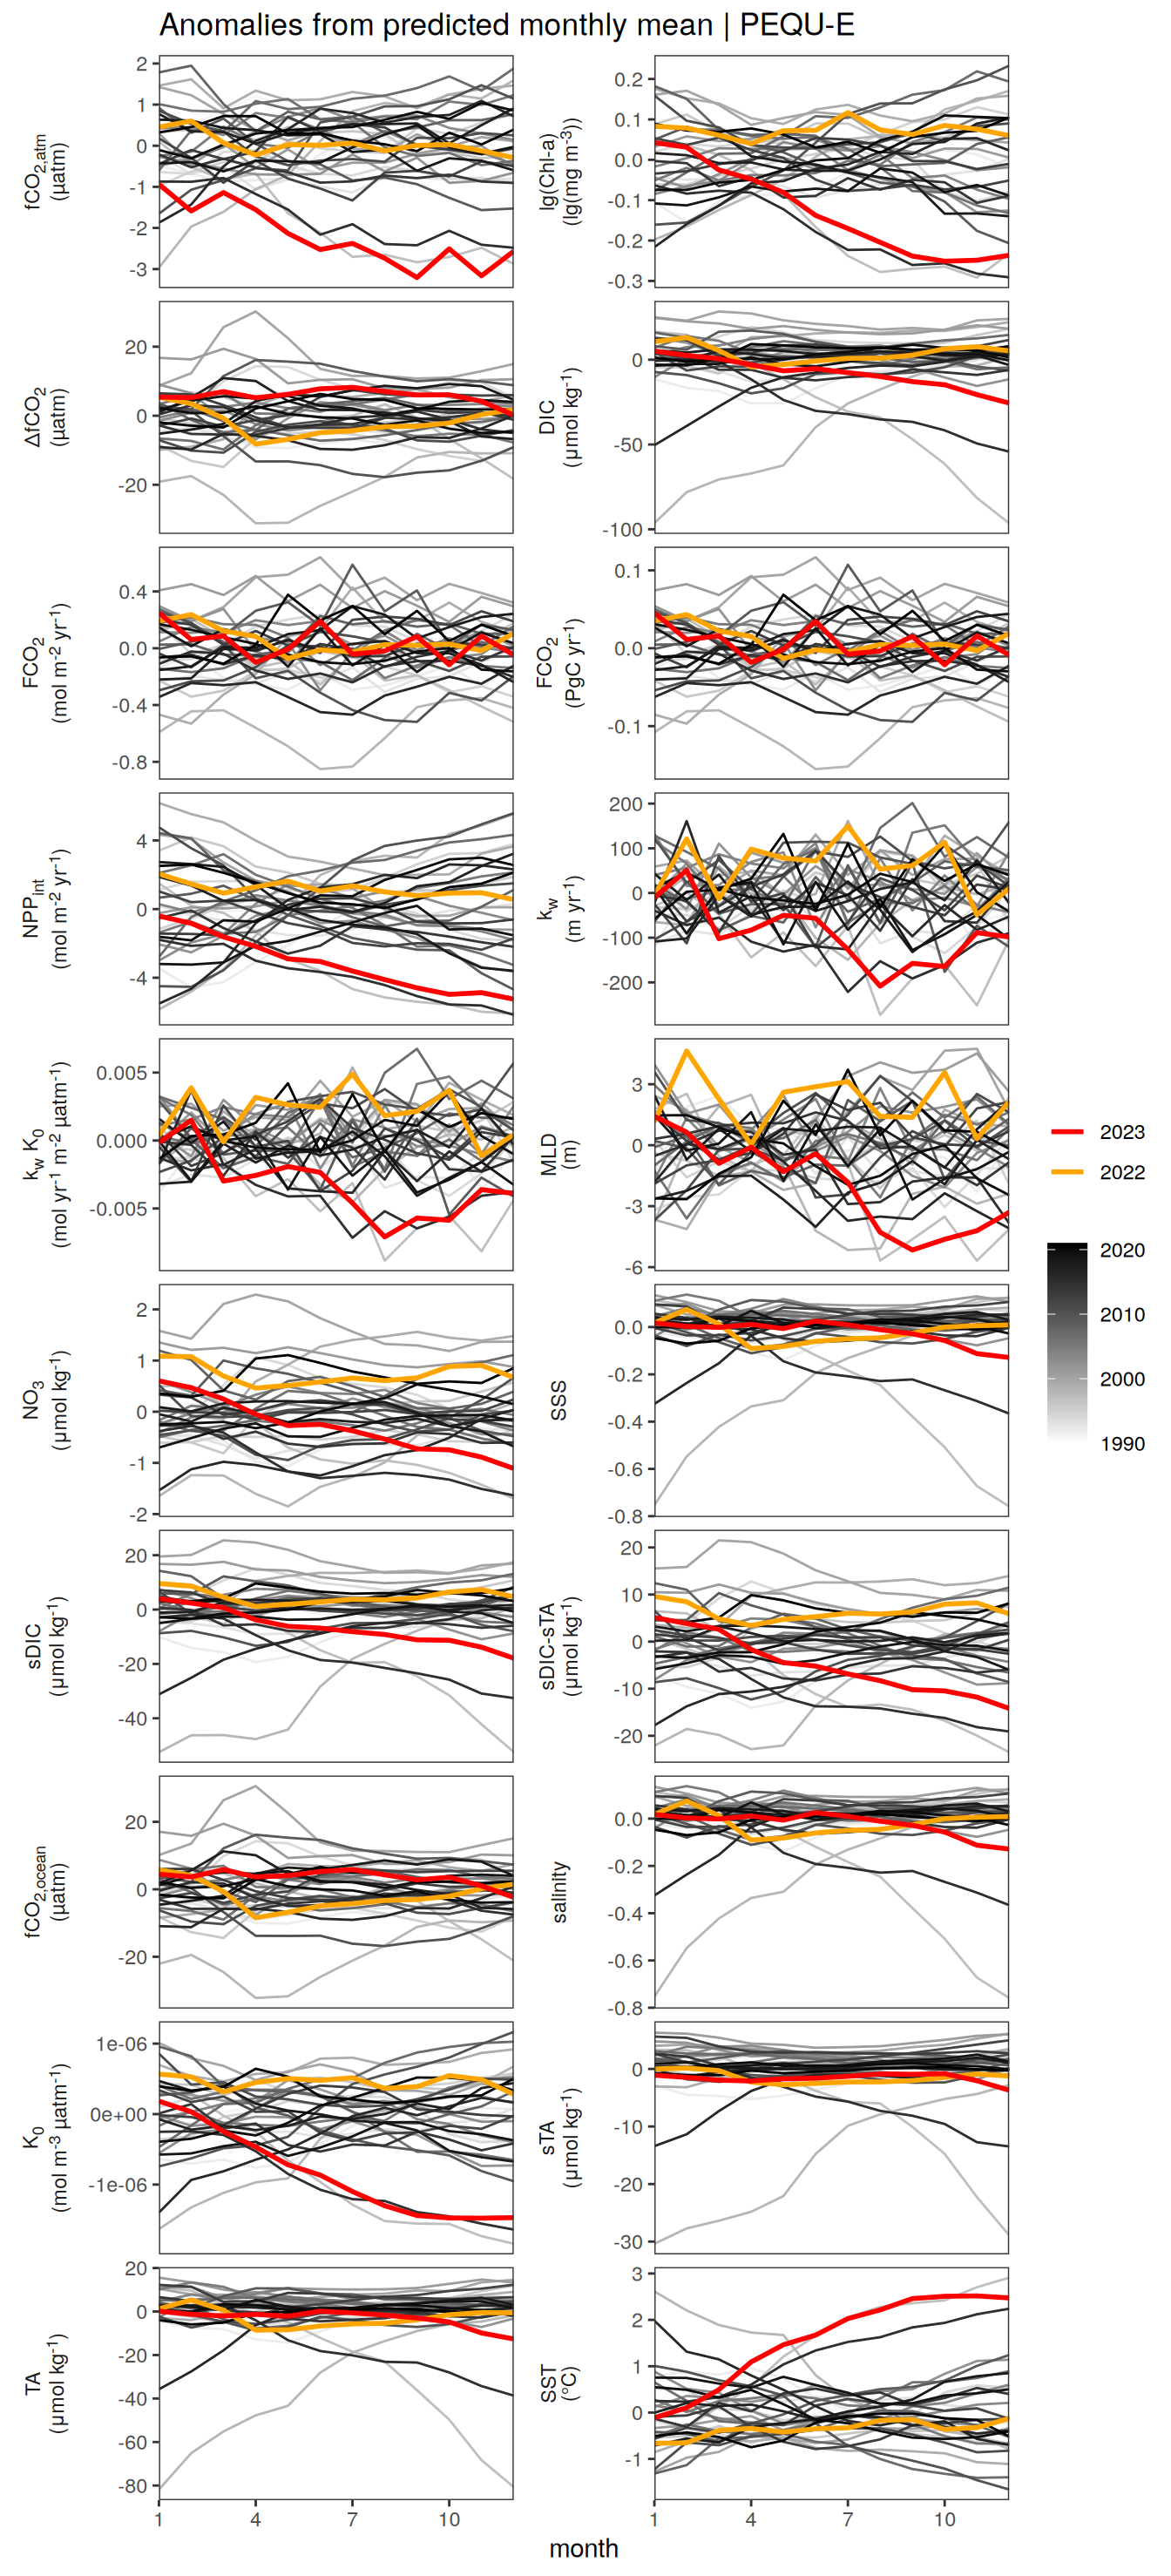 Anomalies from predicted monthly mean | PEQU-E
fCO2,atm
(µatm)
2
1
0
-1
-2
-3
lg(Chl-a)
(lg(mg m-3))
0.2
0.1
0.0
-0.1
-0.2
-0.3
ΔfCO2
(µatm)
20
0
-20
DIC
(µmol kg-1)
0
-50
-100
FCO2
(mol m-2 yr-1)
0.4
0.0
-0.4
-0.8
FCO2
(PgC yr-1)
0.1
0.0
-0.1
NPPint
(mol m-2 yr-1)
4
0
-4
kw
(m yr-1)
200
100
0
-100
-200
kw K0
(mol yr-1 m-2 µatm-1)
0.005
0.000
-0.005
MLD
(m)
3
0
-3
-6
NO3
(µmol kg-1)
2
1
0
-1
-2
SSS
0.0
-0.2
-0.4
-0.6
-0.8
sDIC
(µmol kg-1)
20
0
-20
-40
sDIC-sTA
(µmol kg-1)
20
10
0
-10
-20
fCO2,ocean
(µatm)
20
0
-20
salinity
0.0
-0.2
-0.4
-0.6
-0.8
K0
(mol m-3 µatm-1)
1e-06
0e+00
-1e-06
sTA
(µmol kg-1)
0
-10
-20
-30
TA
(µmol kg-1)
20
0
-20
-40
-60
-80
SST
(°C)
3
2
1
0
-1
1
4
7
10
1
4
7
10
month
2023
2022
2020
2010
2000
1990